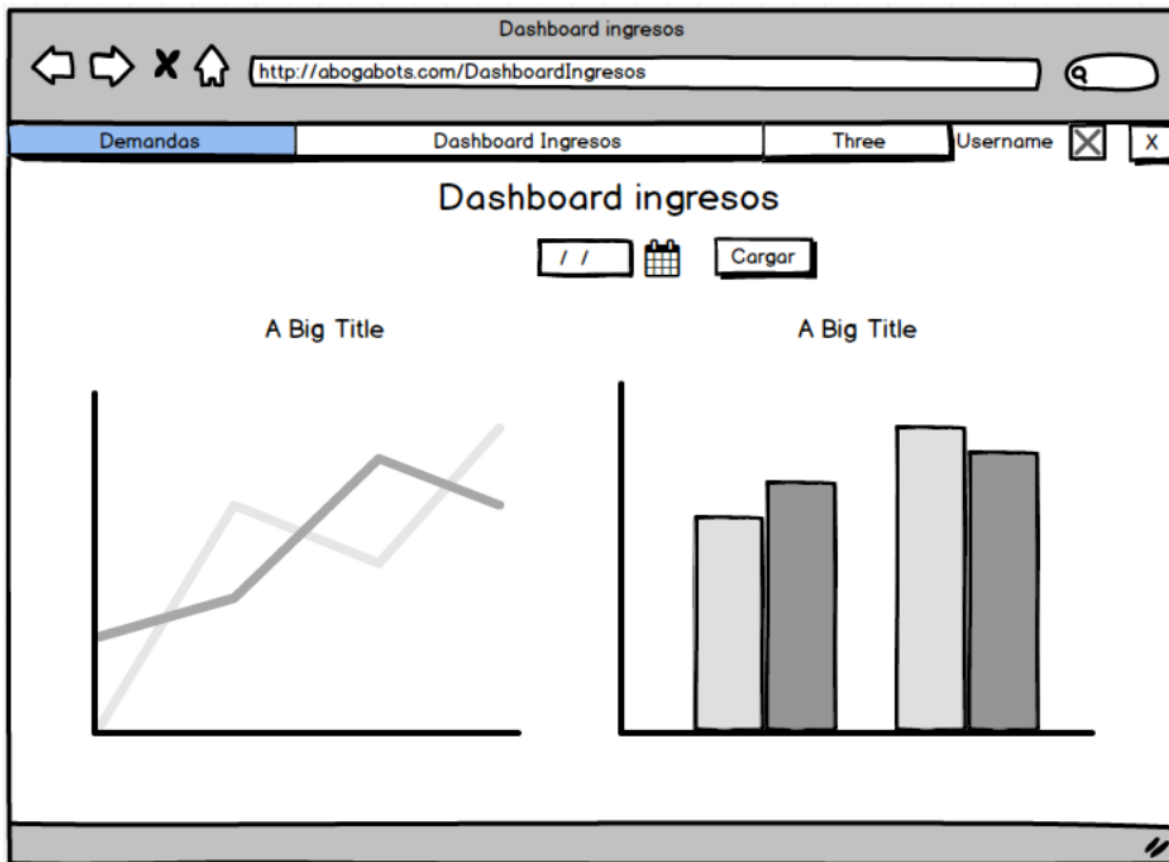 Dashboard ingresos
http://abogabots.com/DashboardIngresos
Demandas Dashboard Ingresos Three Username X
Dashboard ingresos
/ / Cargar
A Big Title A Big Title